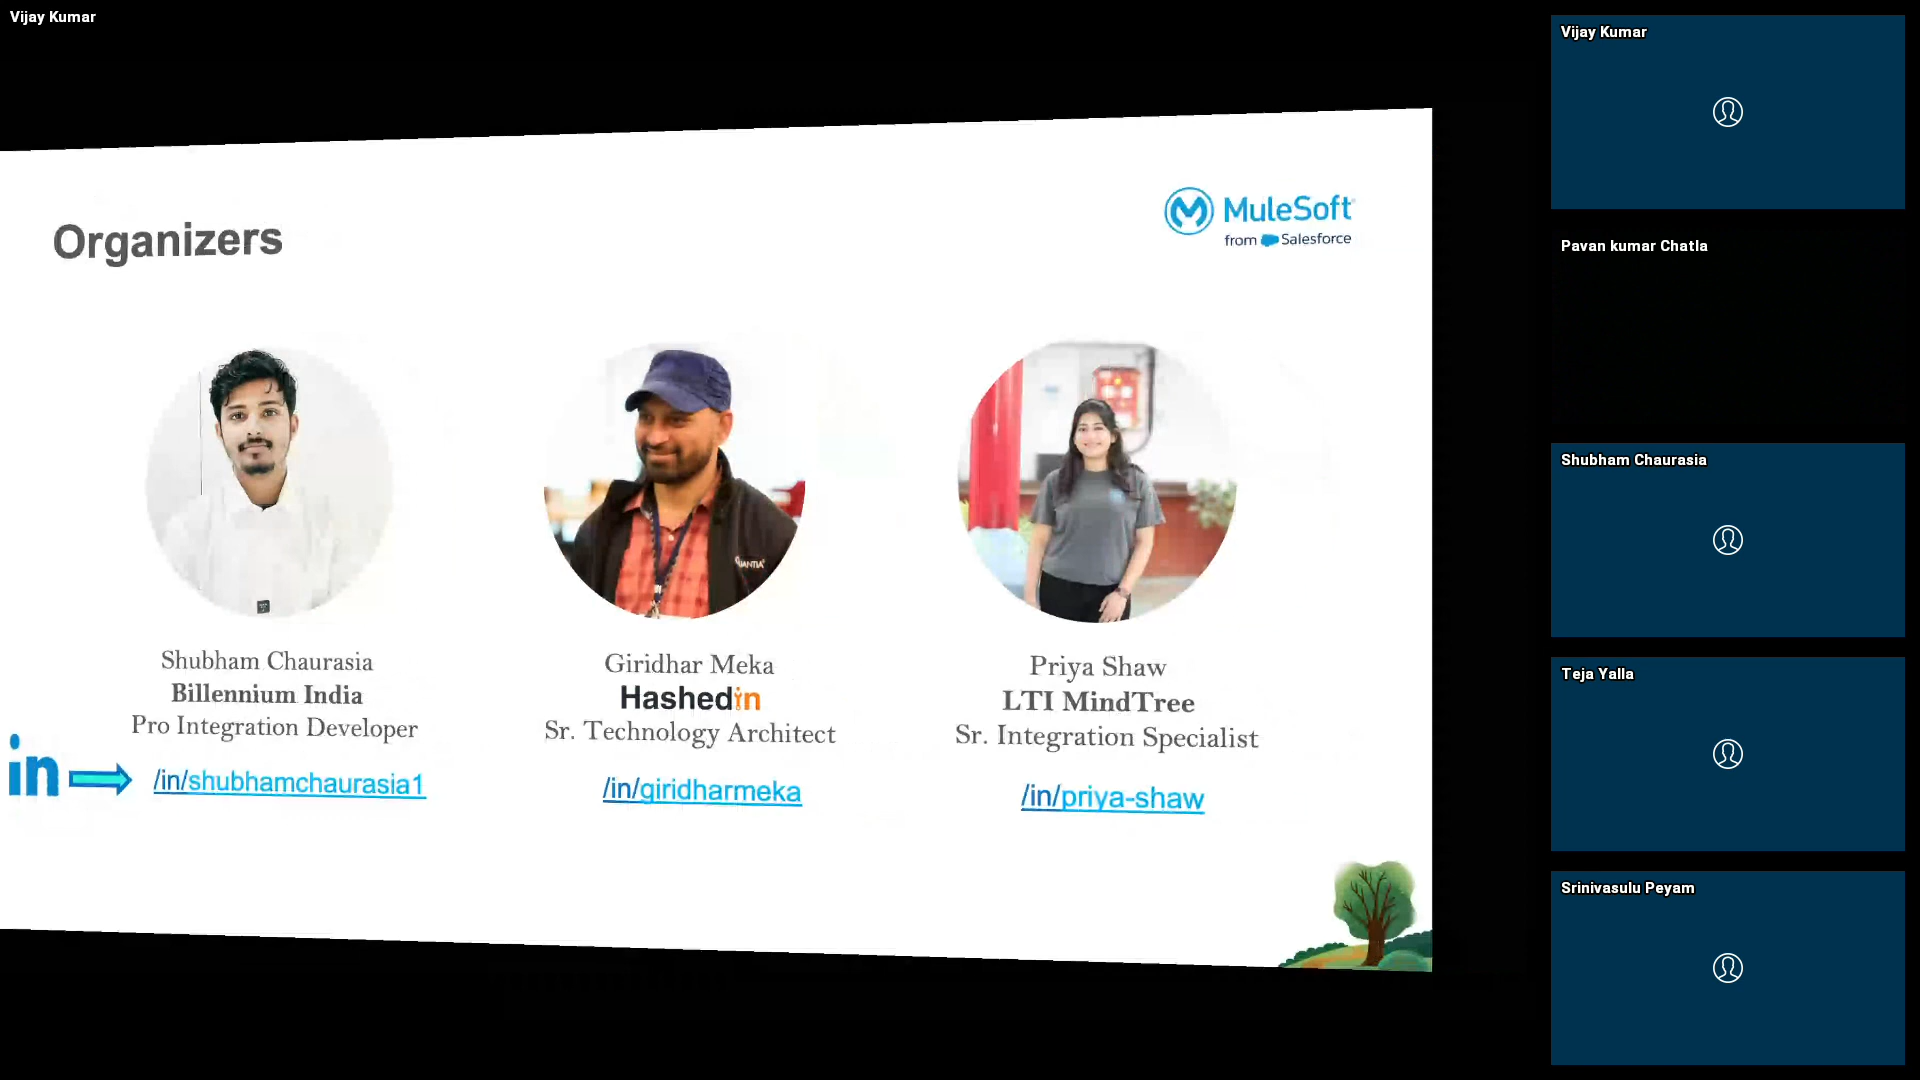 Vijay Kumar
Organizers
MuleSoft
from Salesforce
Shubham Chaurasia
Billennium India
Pro Integration Developer
in
/in/shubhamchaurasia1
Giridhar Meka
Hashedin
Sr. Technology Architect
/in/giridharmeka
Priya Shaw
LTI MindTree
Sr. Integration Specialist
/in/priya-shaw
Vijay Kumar
Pavan kumar Chatla
Shubham Chaurasia
Teja Yalla
Srinivasulu Peyam